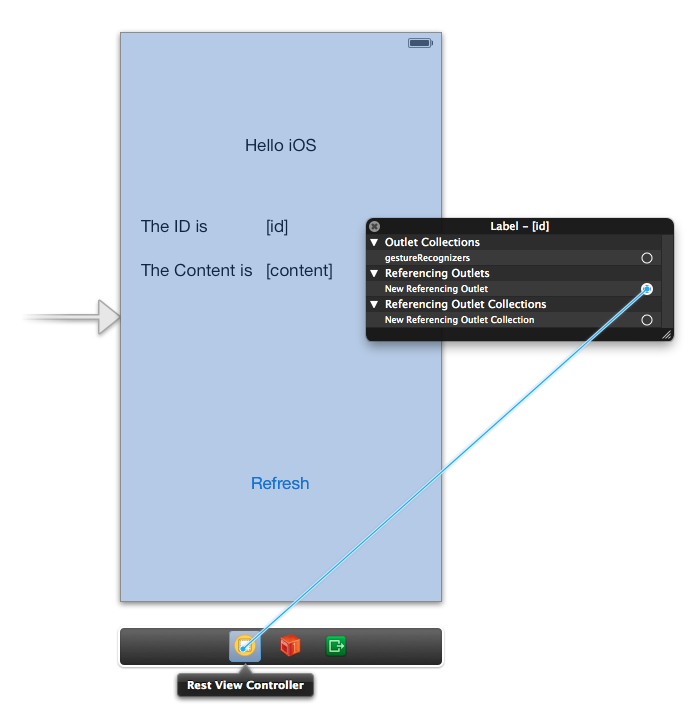 Hello iOS
The ID is [id]
The Content is [content]
Refresh
Label – [id]
Outlet Collections
gestureRecognizers
Referencing Outlets
New Referencing Outlet
Referencing Outlet Collections
New Referencing Outlet Collection
Rest View Controller